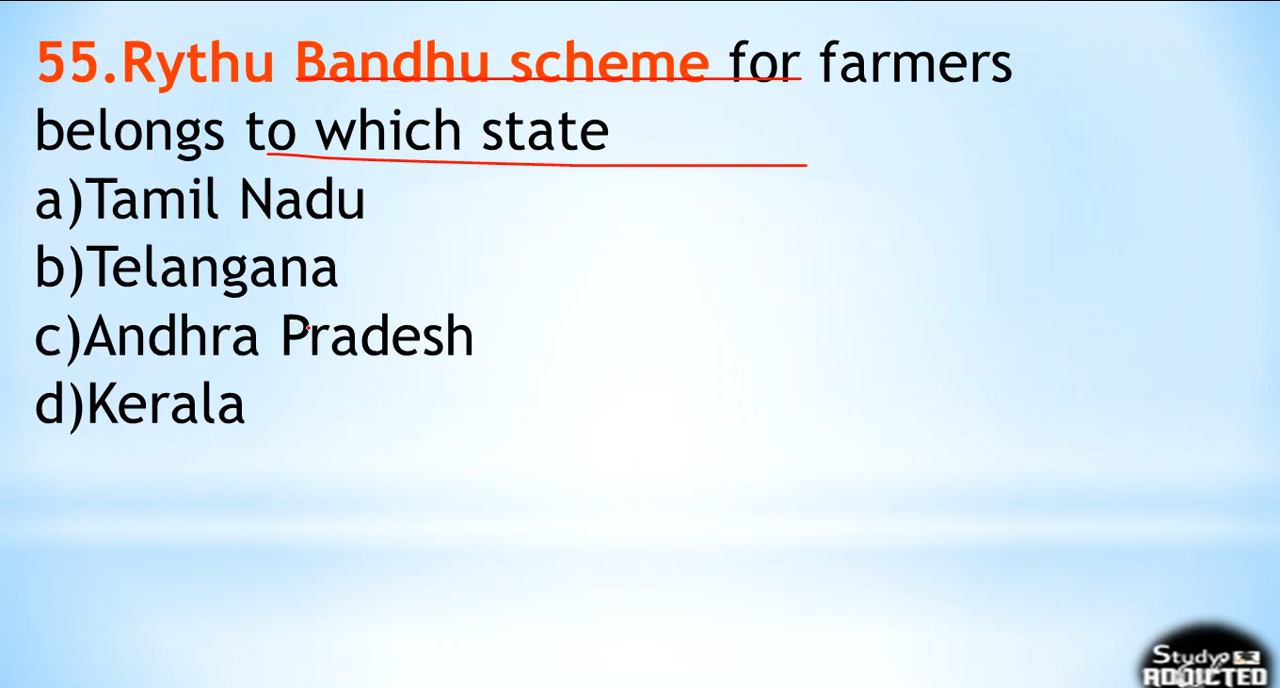 55.Rythu Bandhu scheme for farmers
belongs to which state
a)Tamil Nadu
b)Telangana
c)Andhra Pradesh
d)Kerala
Study
ADDICTED